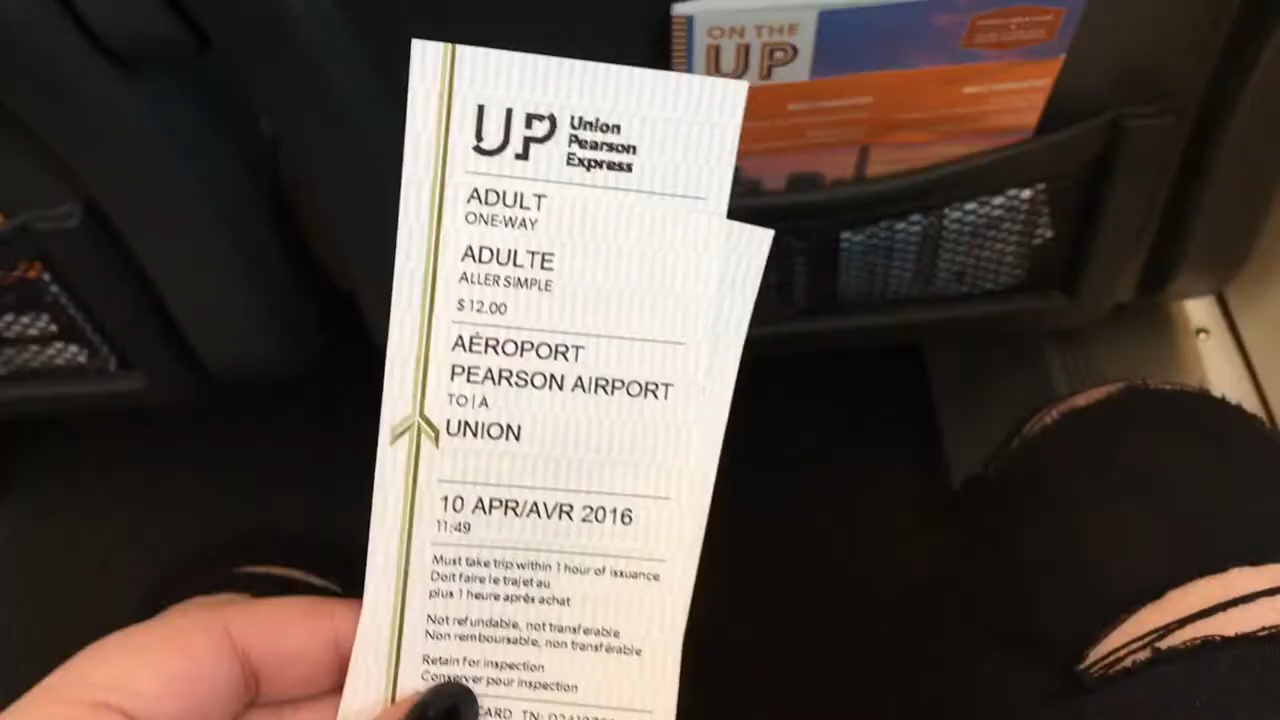 ON THE
UP
UP Union
Pearson
Express
ADULT
ONE-WAY
ADULTE
ALLER SIMPLE
$12.00
AÉROPORT
PEARSON AIRPORT
TO | À
UNION
10 APR/AVR 2016
11:49
Must take trip within 1 hour of issuance
Doit faire le trajet au
plus 1 heure après achat
Not refundable, not transferable
Non remboursable, non transférable
Retain for inspection
Conserver pour inspection
CARD TN: